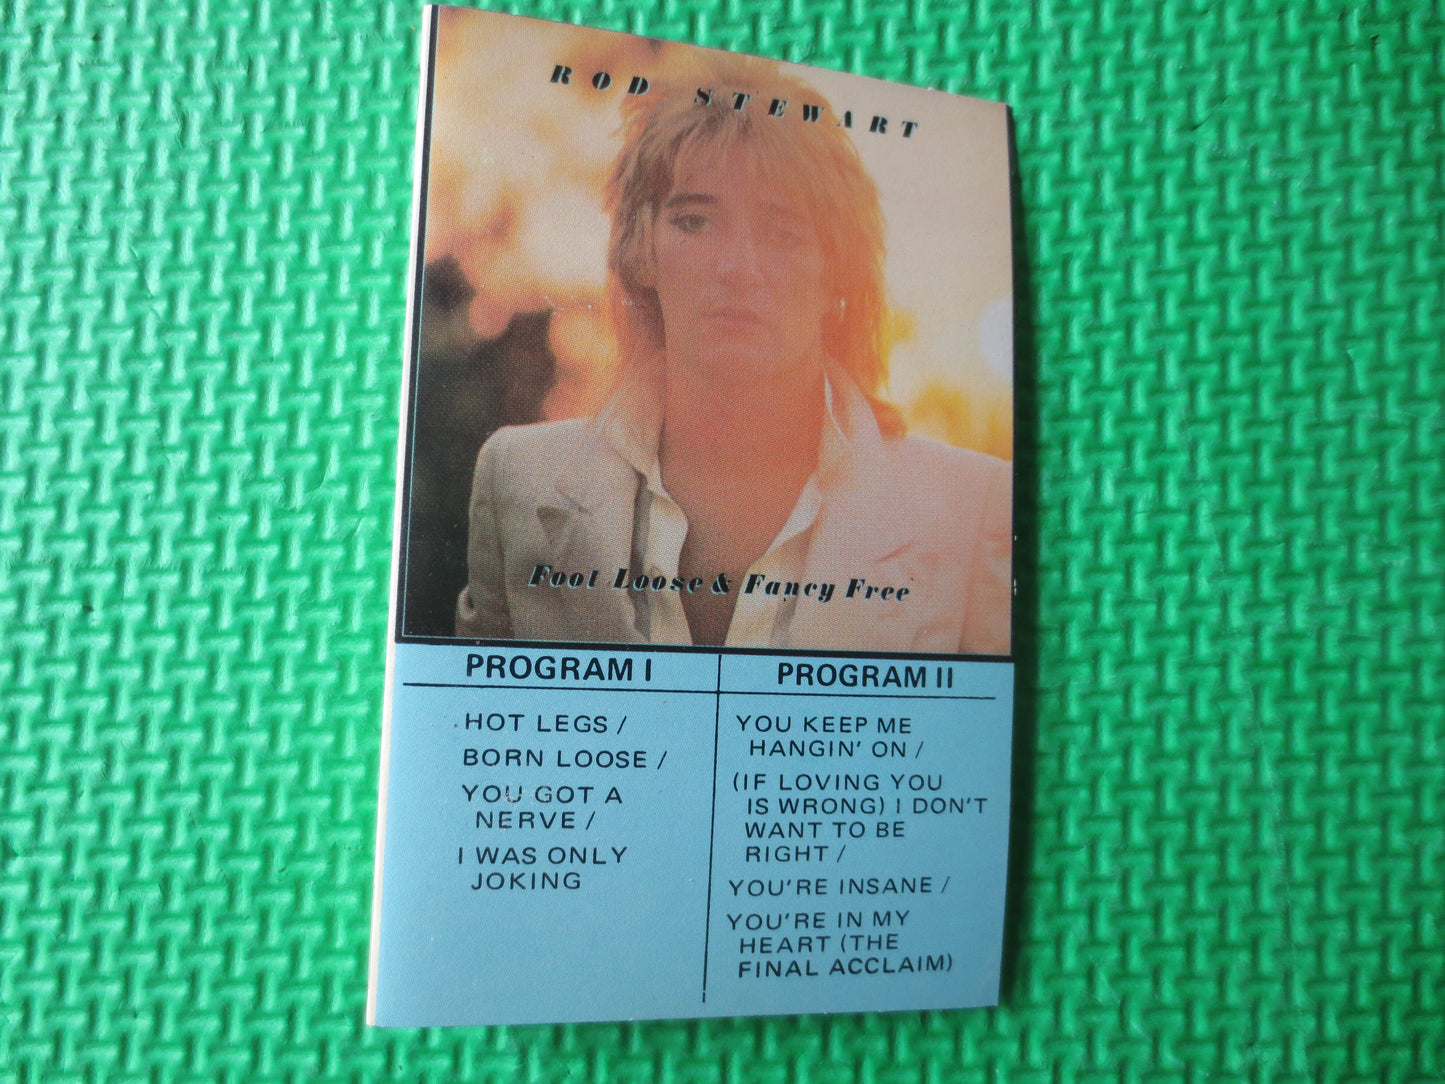 ROD STEWART
Foot Loose & Fancy Free
PROGRAM I
HOT LEGS /
BORN LOOSE /
YOU GOT A
NERVE /
I WAS ONLY
JOKING
PROGRAM II
YOU KEEP ME
HANGIN' ON /
(IF LOVING YOU
IS WRONG) I DON'T
WANT TO BE
RIGHT /
YOU'RE INSANE /
YOU'RE IN MY
HEART (THE
FINAL ACCLAIM)